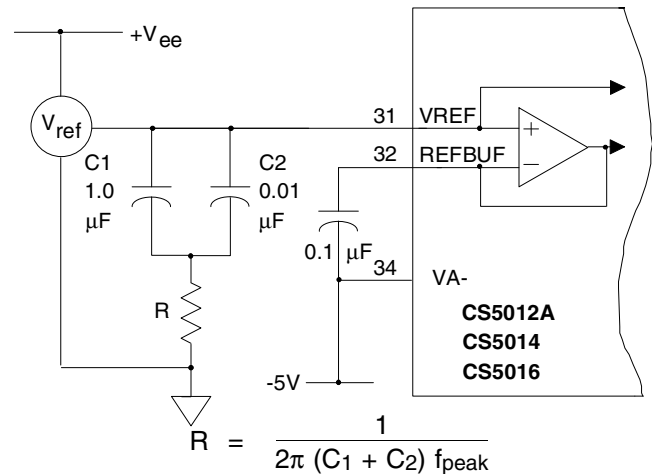 +Vee
Vref
C1
1.0
µF
C2
0.01
µF
R
31 VREF
32 REFBUF
0.1 µF
34 VA-
-5V
+
−
CS5012A
CS5014
CS5016
R = 1 / 2π (C1 + C2) fpeak